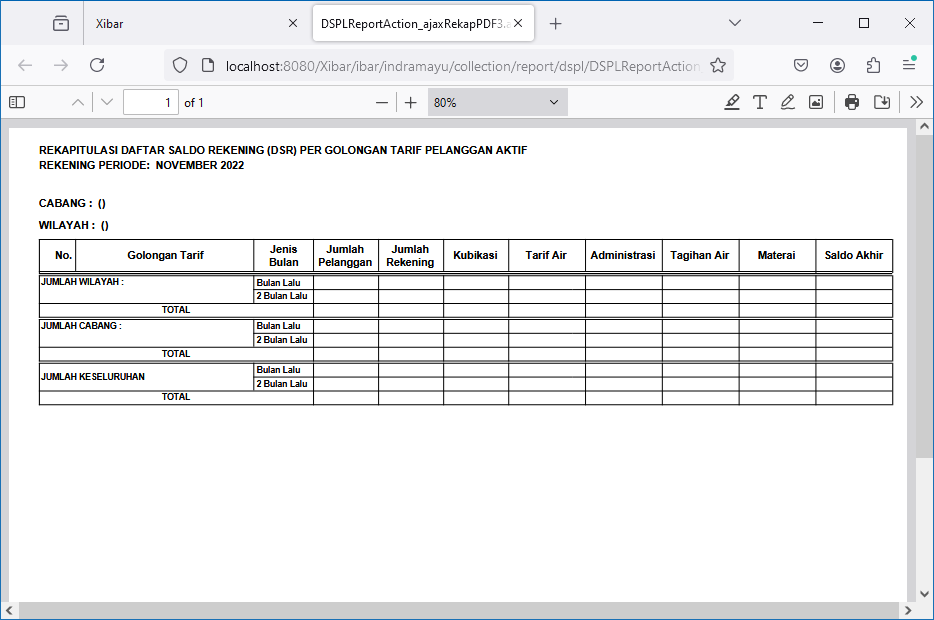 Xibar
DSPLReportAction_ajaxRekapPDF3.a
localhost:8080/Xibar/ibar/indramayu/collection/report/dspl/DSPLReportAction_
1 of 1
80%
REKAPITULASI DAFTAR SALDO REKENING (DSR) PER GOLONGAN TARIF PELANGGAN AKTIF
REKENING PERIODE: NOVEMBER 2022
CABANG : ()
WILAYAH : ()
No. Golongan Tarif Jenis Bulan Jumlah Pelanggan Jumlah Rekening Kubikasi Tarif Air Administrasi Tagihan Air Materai Saldo Akhir
JUMLAH WILAYAH : Bulan Lalu
2 Bulan Lalu
TOTAL
JUMLAH CABANG : Bulan Lalu
2 Bulan Lalu
TOTAL
JUMLAH KESELURUHAN Bulan Lalu
2 Bulan Lalu
TOTAL